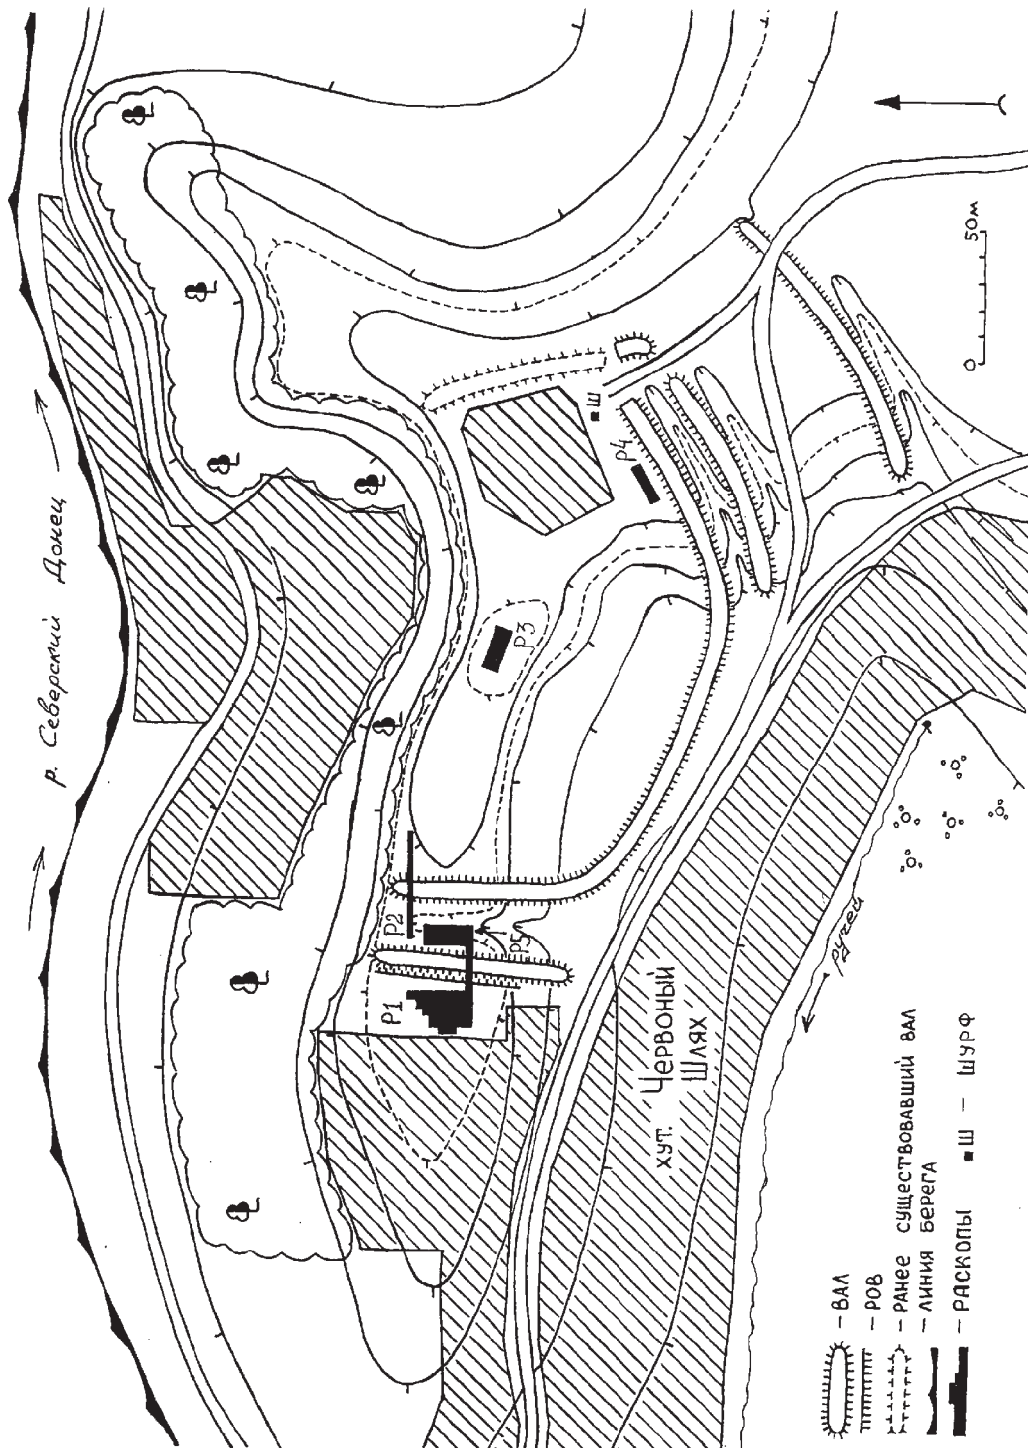 р. Северский Донец
Р1
Р2
Р3
Р4
Р5
Ш
хут. Червоный
Шлях
ручей
0 50м
– ВАЛ
– РОВ
– РАНЕЕ СУЩЕСТВОВАВШИЙ ВАЛ
– ЛИНИЯ БЕРЕГА
– РАСКОПЫ Ш – ШУРФ